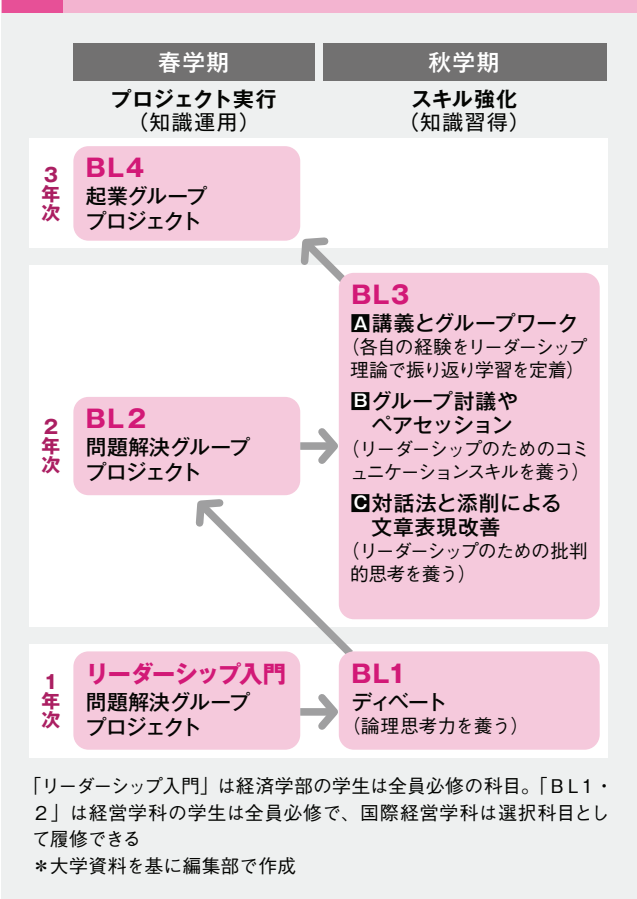 春学期
秋学期
プロジェクト実行
（知識運用）
スキル強化
（知識習得）
3年次
BL4
起業グループ
プロジェクト
2年次
BL2
問題解決グループ
プロジェクト
BL3
A講義とグループワーク
（各自の経験をリーダーシップ
理論で振り返り学習を定着）
Bグループ討議や
ペアセッション
（リーダーシップのためのコミ
ュニケーションスキルを養う）
C対話法と添削による
文章表現改善
（リーダーシップのための批判
的思考を養う）
1年次
リーダーシップ入門
問題解決グループ
プロジェクト
BL1
ディベート
（論理思考力を養う）
「リーダーシップ入門」は経済学部の学生は全員必修の科目。「BL1・
2」は経営学科の学生は全員必修で、国際経営学科は選択科目とし
て履修できる
＊大学資料を基に編集部で作成